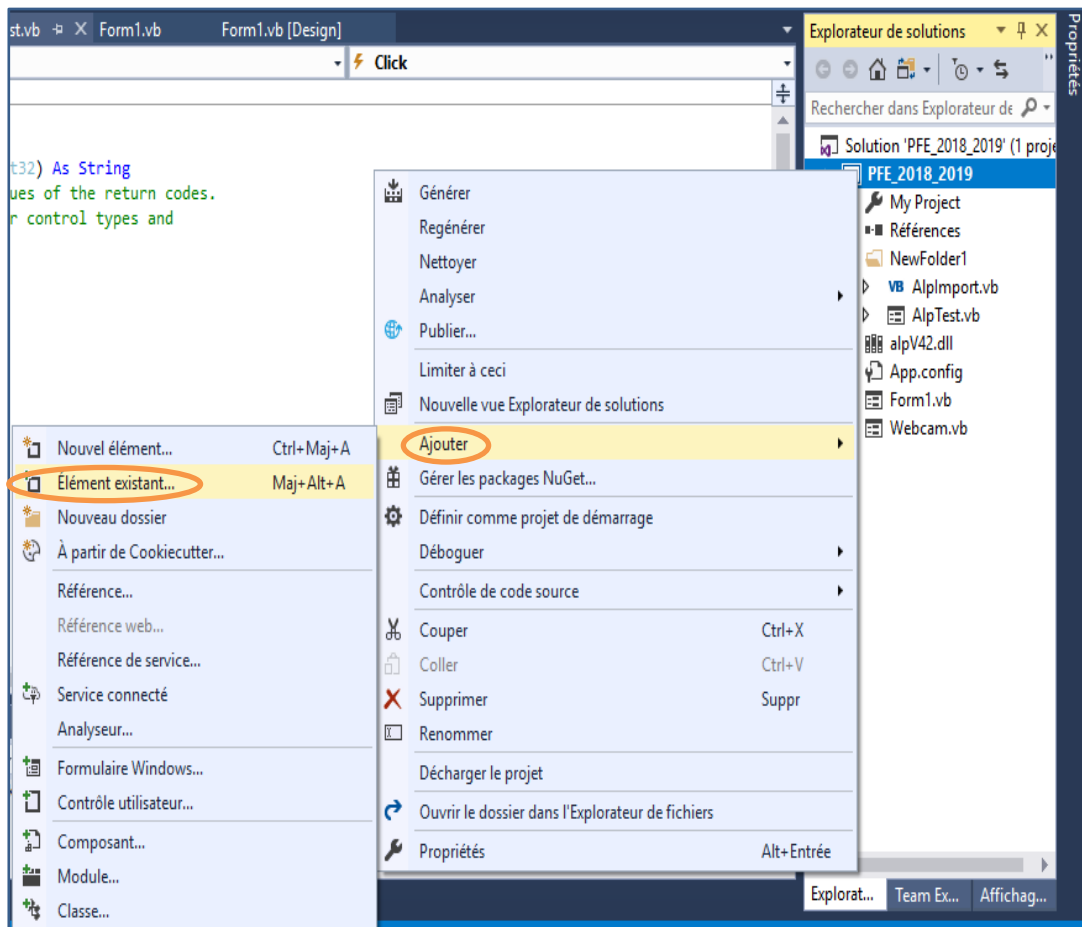 st.vb Form1.vb Form1.vb [Design]
Click
t32) As String
ues of the return codes.
r control types and
Explorateur de solutions
Rechercher dans Explorateur de
Solution 'PFE_2018_2019' (1 proje
PFE_2018_2019
My Project
Références
NewFolder1
VB AlpImport.vb
AlpTest.vb
alpV42.dll
App.config
Form1.vb
Webcam.vb
Explorat... Team Ex... Affichag...
Propriétés
Générer
Regénérer
Nettoyer
Analyser
Publier...
Limiter à ceci
Nouvelle vue Explorateur de solutions
Ajouter
Gérer les packages NuGet...
Définir comme projet de démarrage
Déboguer
Contrôle de code source
Couper Ctrl+X
Coller Ctrl+V
Supprimer Suppr
Renommer
Décharger le projet
Ouvrir le dossier dans l'Explorateur de fichiers
Propriétés Alt+Entrée
Nouvel élément... Ctrl+Maj+A
Élément existant... Maj+Alt+A
Nouveau dossier
À partir de Cookiecutter...
Référence...
Référence web...
Référence de service...
Service connecté
Analyseur...
Formulaire Windows...
Contrôle utilisateur...
Composant...
Module...
Classe...